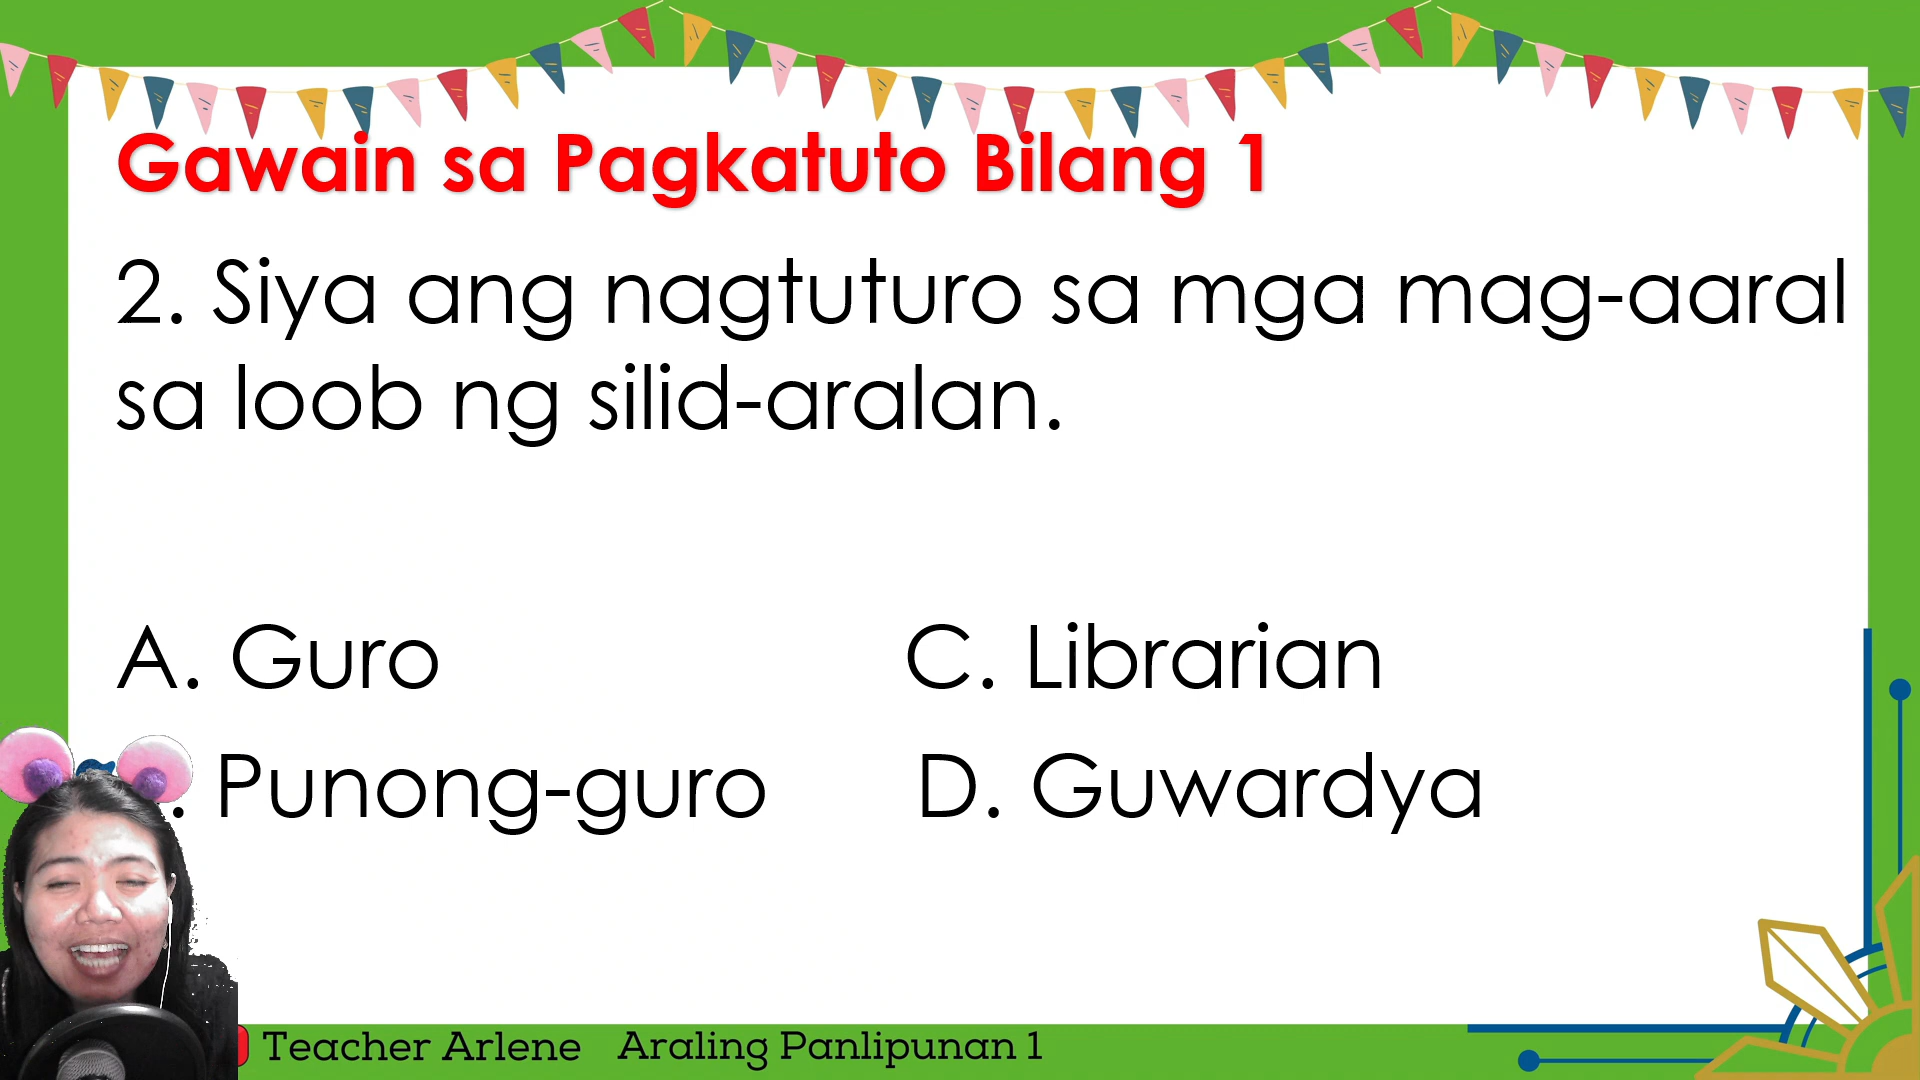 Gawain sa Pagkatuto Bilang 1
2. Siya ang nagtuturo sa mga mag-aaral
sa loob ng silid-aralan.
A. Guro
C. Librarian
. Punong-guro
D. Guwardya
Teacher Arlene Araling Panlipunan 1